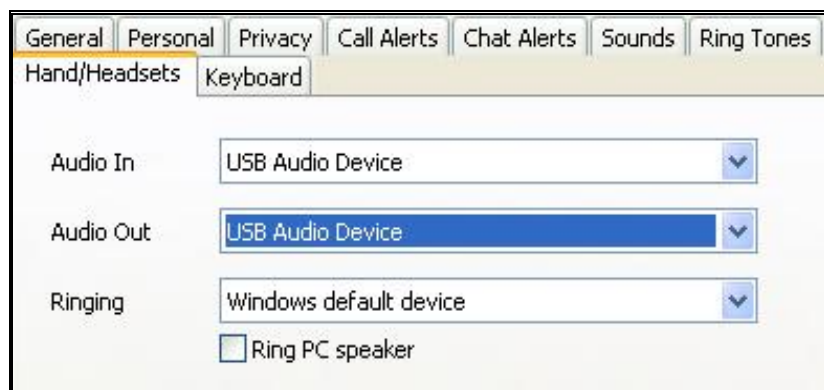 General Personal Privacy Call Alerts Chat Alerts Sounds Ring Tones
Hand/Headsets Keyboard
Audio In USB Audio Device
Audio Out USB Audio Device
Ringing Windows default device
Ring PC speaker